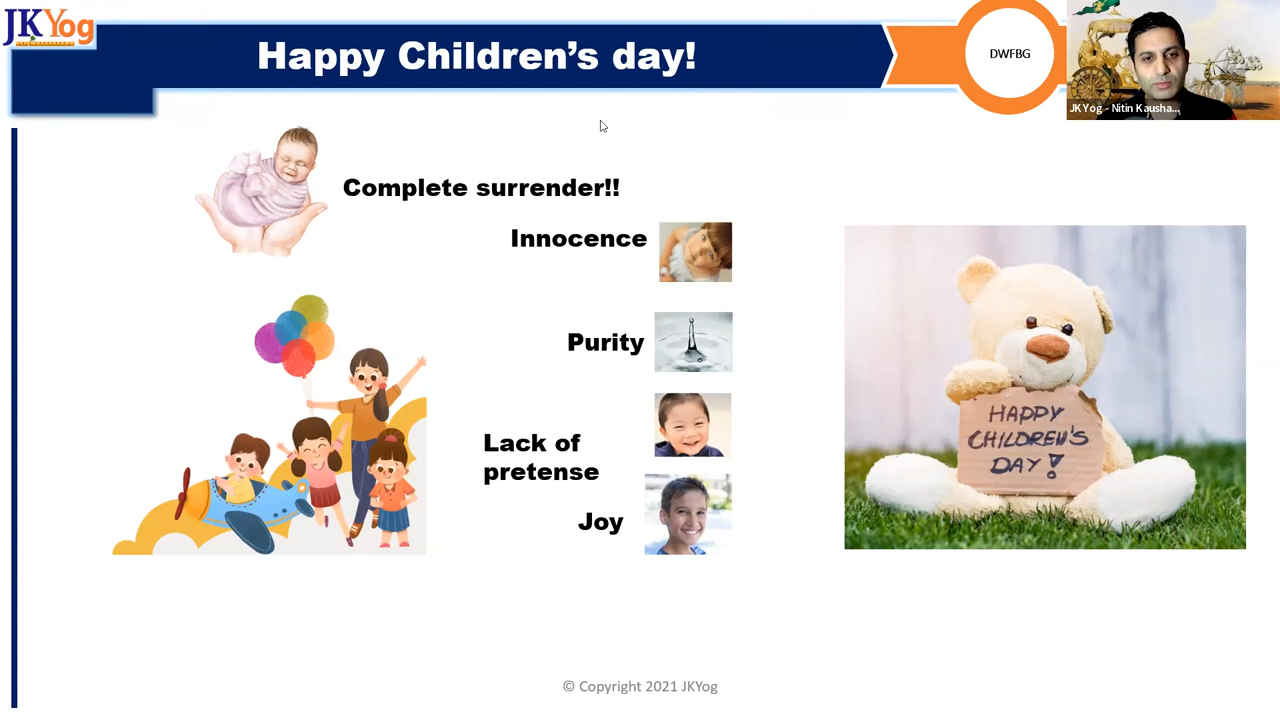 JKYog
Happy Children's day!
DWFBG
JKYog - Nitin Kausha...
Complete surrender!!
Innocence
Purity
Lack of
pretense
Joy
HAPPY
CHILDREN'S
DAY!
© Copyright 2021 JKYog